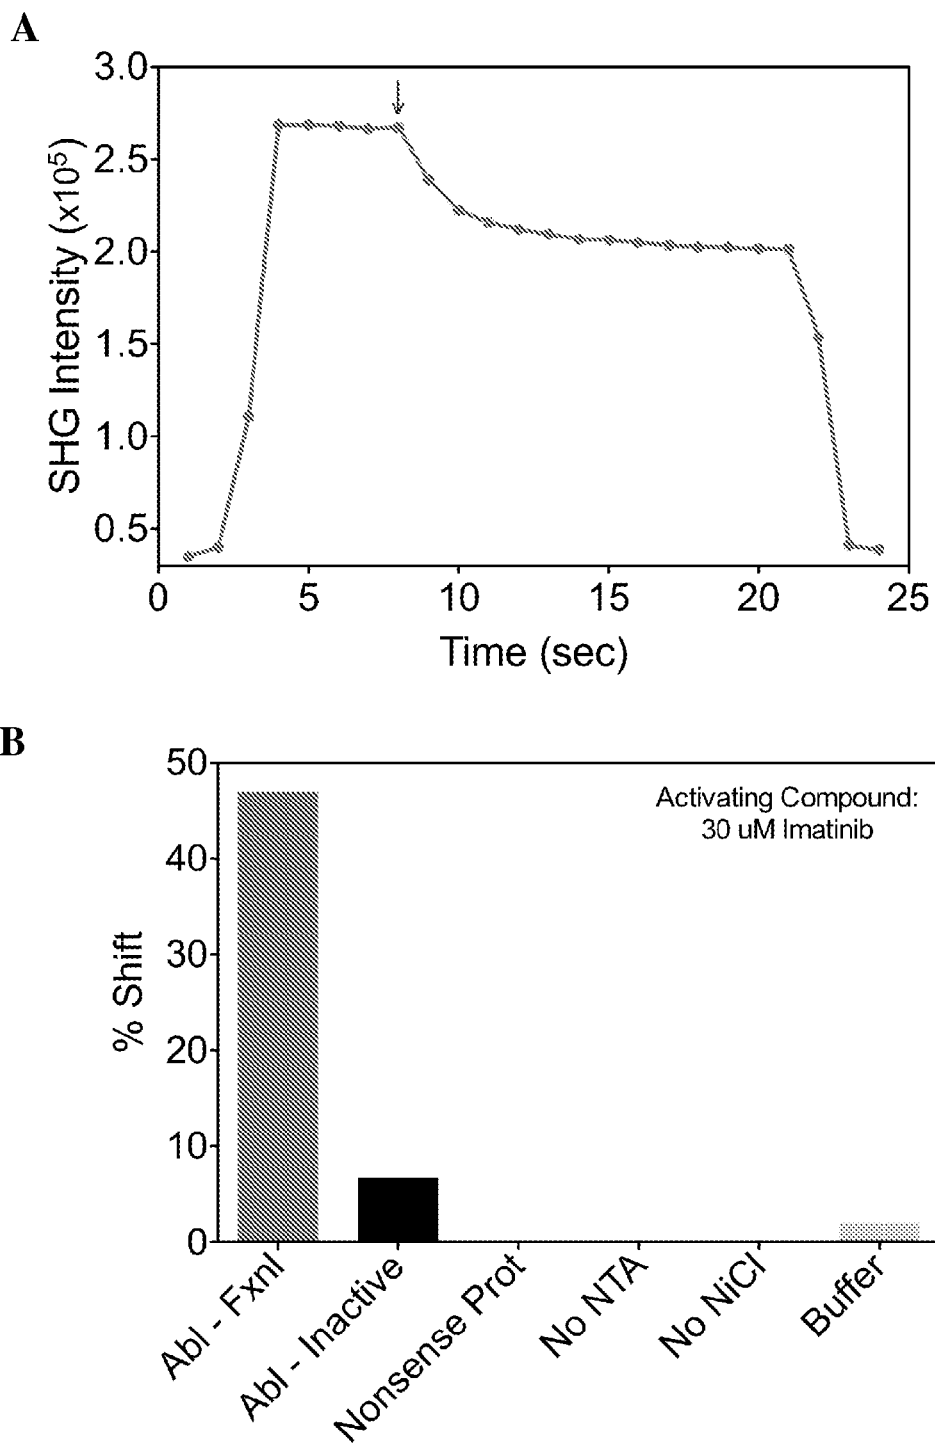 A
3.0
2.5
2.0
1.5
1.0
0.5
SHG Intensity (x10⁵)
0 5 10 15 20 25
Time (sec)
B
50
40
30
20
10
0
% Shift
Activating Compound:
30 uM Imatinib
Abl - Fxnl
Abl - Inactive
Nonsense Prot
No NTA
No NiCl
Buffer